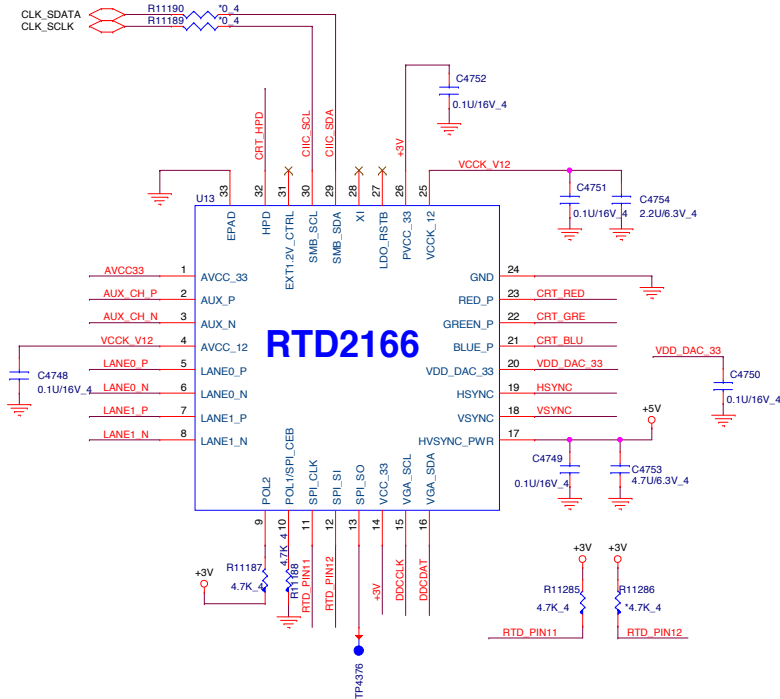 CLK_SDATA
R11190
*0_4
CLK_SCLK
R11189
*0_4
C4752
0.1U/16V_4
CRT_HPD
CIIC_SCL
CIIC_SDA
+3V
VCCK_V12
C4751
0.1U/16V_4
C4754
2.2U/6.3V_4
33
32
31
30
29
28
27
26
25
U13
EPAD
HPD
EXT1.2V_CTRL
SMB_SCL
SMB_SDA
XI
LDO_RSTB
PVCC_33
VCCK_12
AVCC33
1
AVCC_33
AUX_CH_P
2
AUX_P
AUX_CH_N
3
AUX_N
VCCK_V12
4
AVCC_12
LANE0_P
5
LANE0_P
LANE0_N
6
LANE0_N
LANE1_P
7
LANE1_P
LANE1_N
8
LANE1_N
C4748
0.1U/16V_4
RTD2166
GND
24
RED_P
23
CRT_RED
GREEN_P
22
CRT_GRE
BLUE_P
21
CRT_BLU
VDD_DAC_33
20
VDD_DAC_33
HSYNC
19
HSYNC
VSYNC
18
VSYNC
HVSYNC_PWR
17
VDD_DAC_33
C4750
0.1U/16V_4
+5V
C4749
0.1U/16V_4
C4753
4.7U/6.3V_4
POL2
POL1/SPI_CEB
SPI_CLK
SPI_SI
SPI_SO
VCC_33
VGA_SCL
VGA_SDA
9
10
11
12
13
14
15
16
+3V
R11187
4.7K_4
4.7K_4
R11188
RTD_PIN11
RTD_PIN12
+3V
DDCCLK
DDCDAT
TP4376
+3V
+3V
R11285
4.7K_4
R11286
*4.7K_4
RTD_PIN11
RTD_PIN12